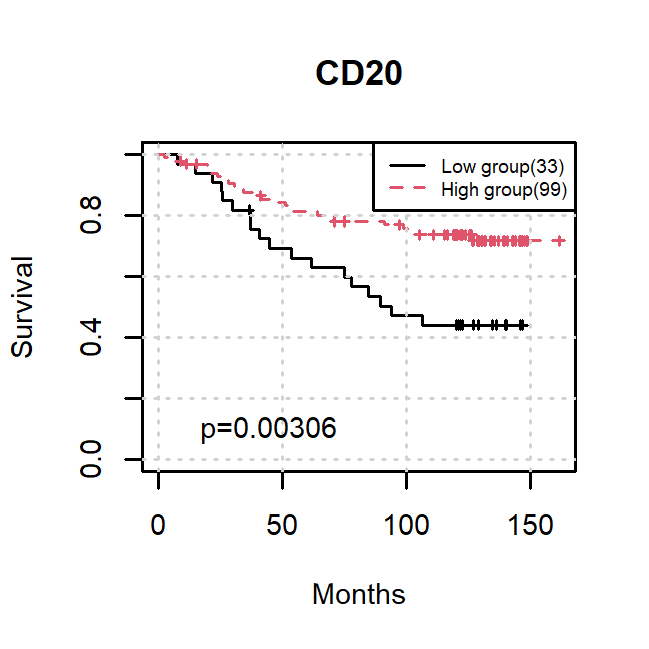 CD20
Low group(33)
High group(99)
Survival
0.8
0.4
0.0
p=0.00306
0 50 100 150
Months